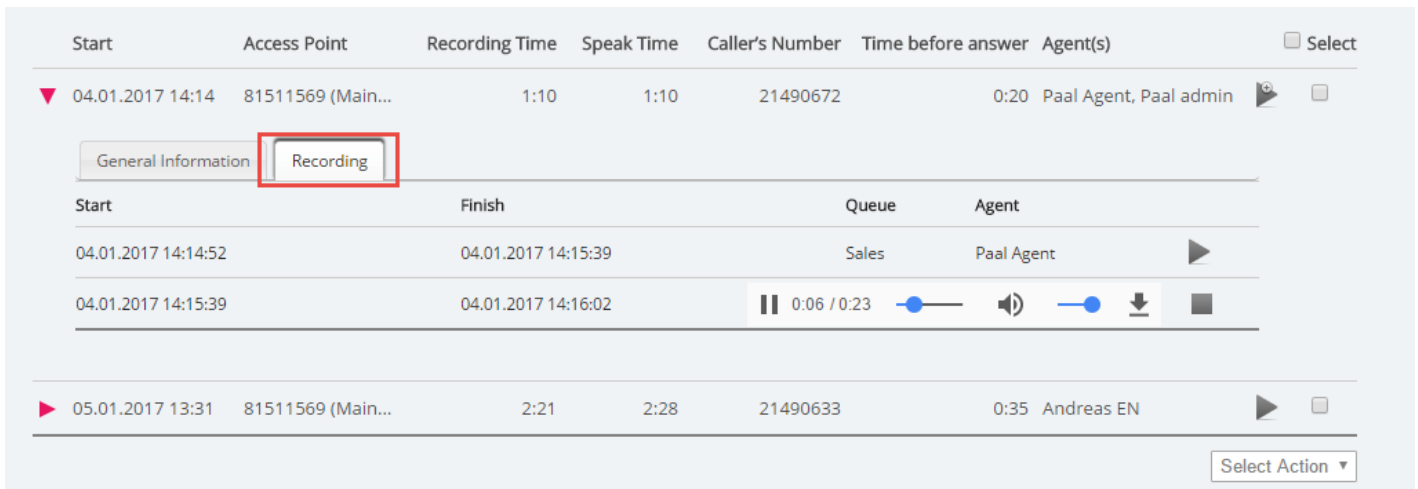 Start Access Point Recording Time Speak Time Caller's Number Time before answer Agent(s) Select
04.01.2017 14:14 81511569 (Main... 1:10 1:10 21490672 0:20 Paal Agent, Paal admin
General Information Recording
Start Finish Queue Agent
04.01.2017 14:14:52 04.01.2017 14:15:39 Sales Paal Agent
04.01.2017 14:15:39 04.01.2017 14:16:02 0:06 / 0:23
05.01.2017 13:31 81511569 (Main... 2:21 2:28 21490633 0:35 Andreas EN
Select Action